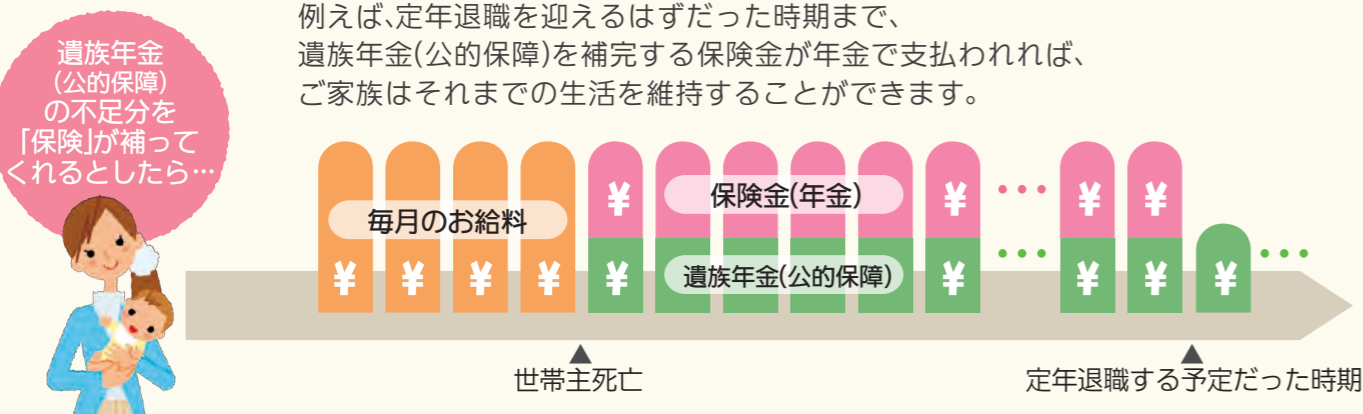 例えば、定年退職を迎えるはずだった時期まで、
遺族年金(公的保障)を補完する保険金が年金で支払われれば、
ご家族はそれまでの生活を維持することができます。
遺族年金
(公的保障)
の不足分を
「保険」が補って
くれるとしたら…
毎月のお給料
保険金(年金)
遺族年金(公的保障)
¥ ¥ ¥ … ¥ ¥
¥ ¥ ¥ ¥ ¥ ¥ … ¥ ¥ ¥ …
世帯主死亡
定年退職する予定だった時期